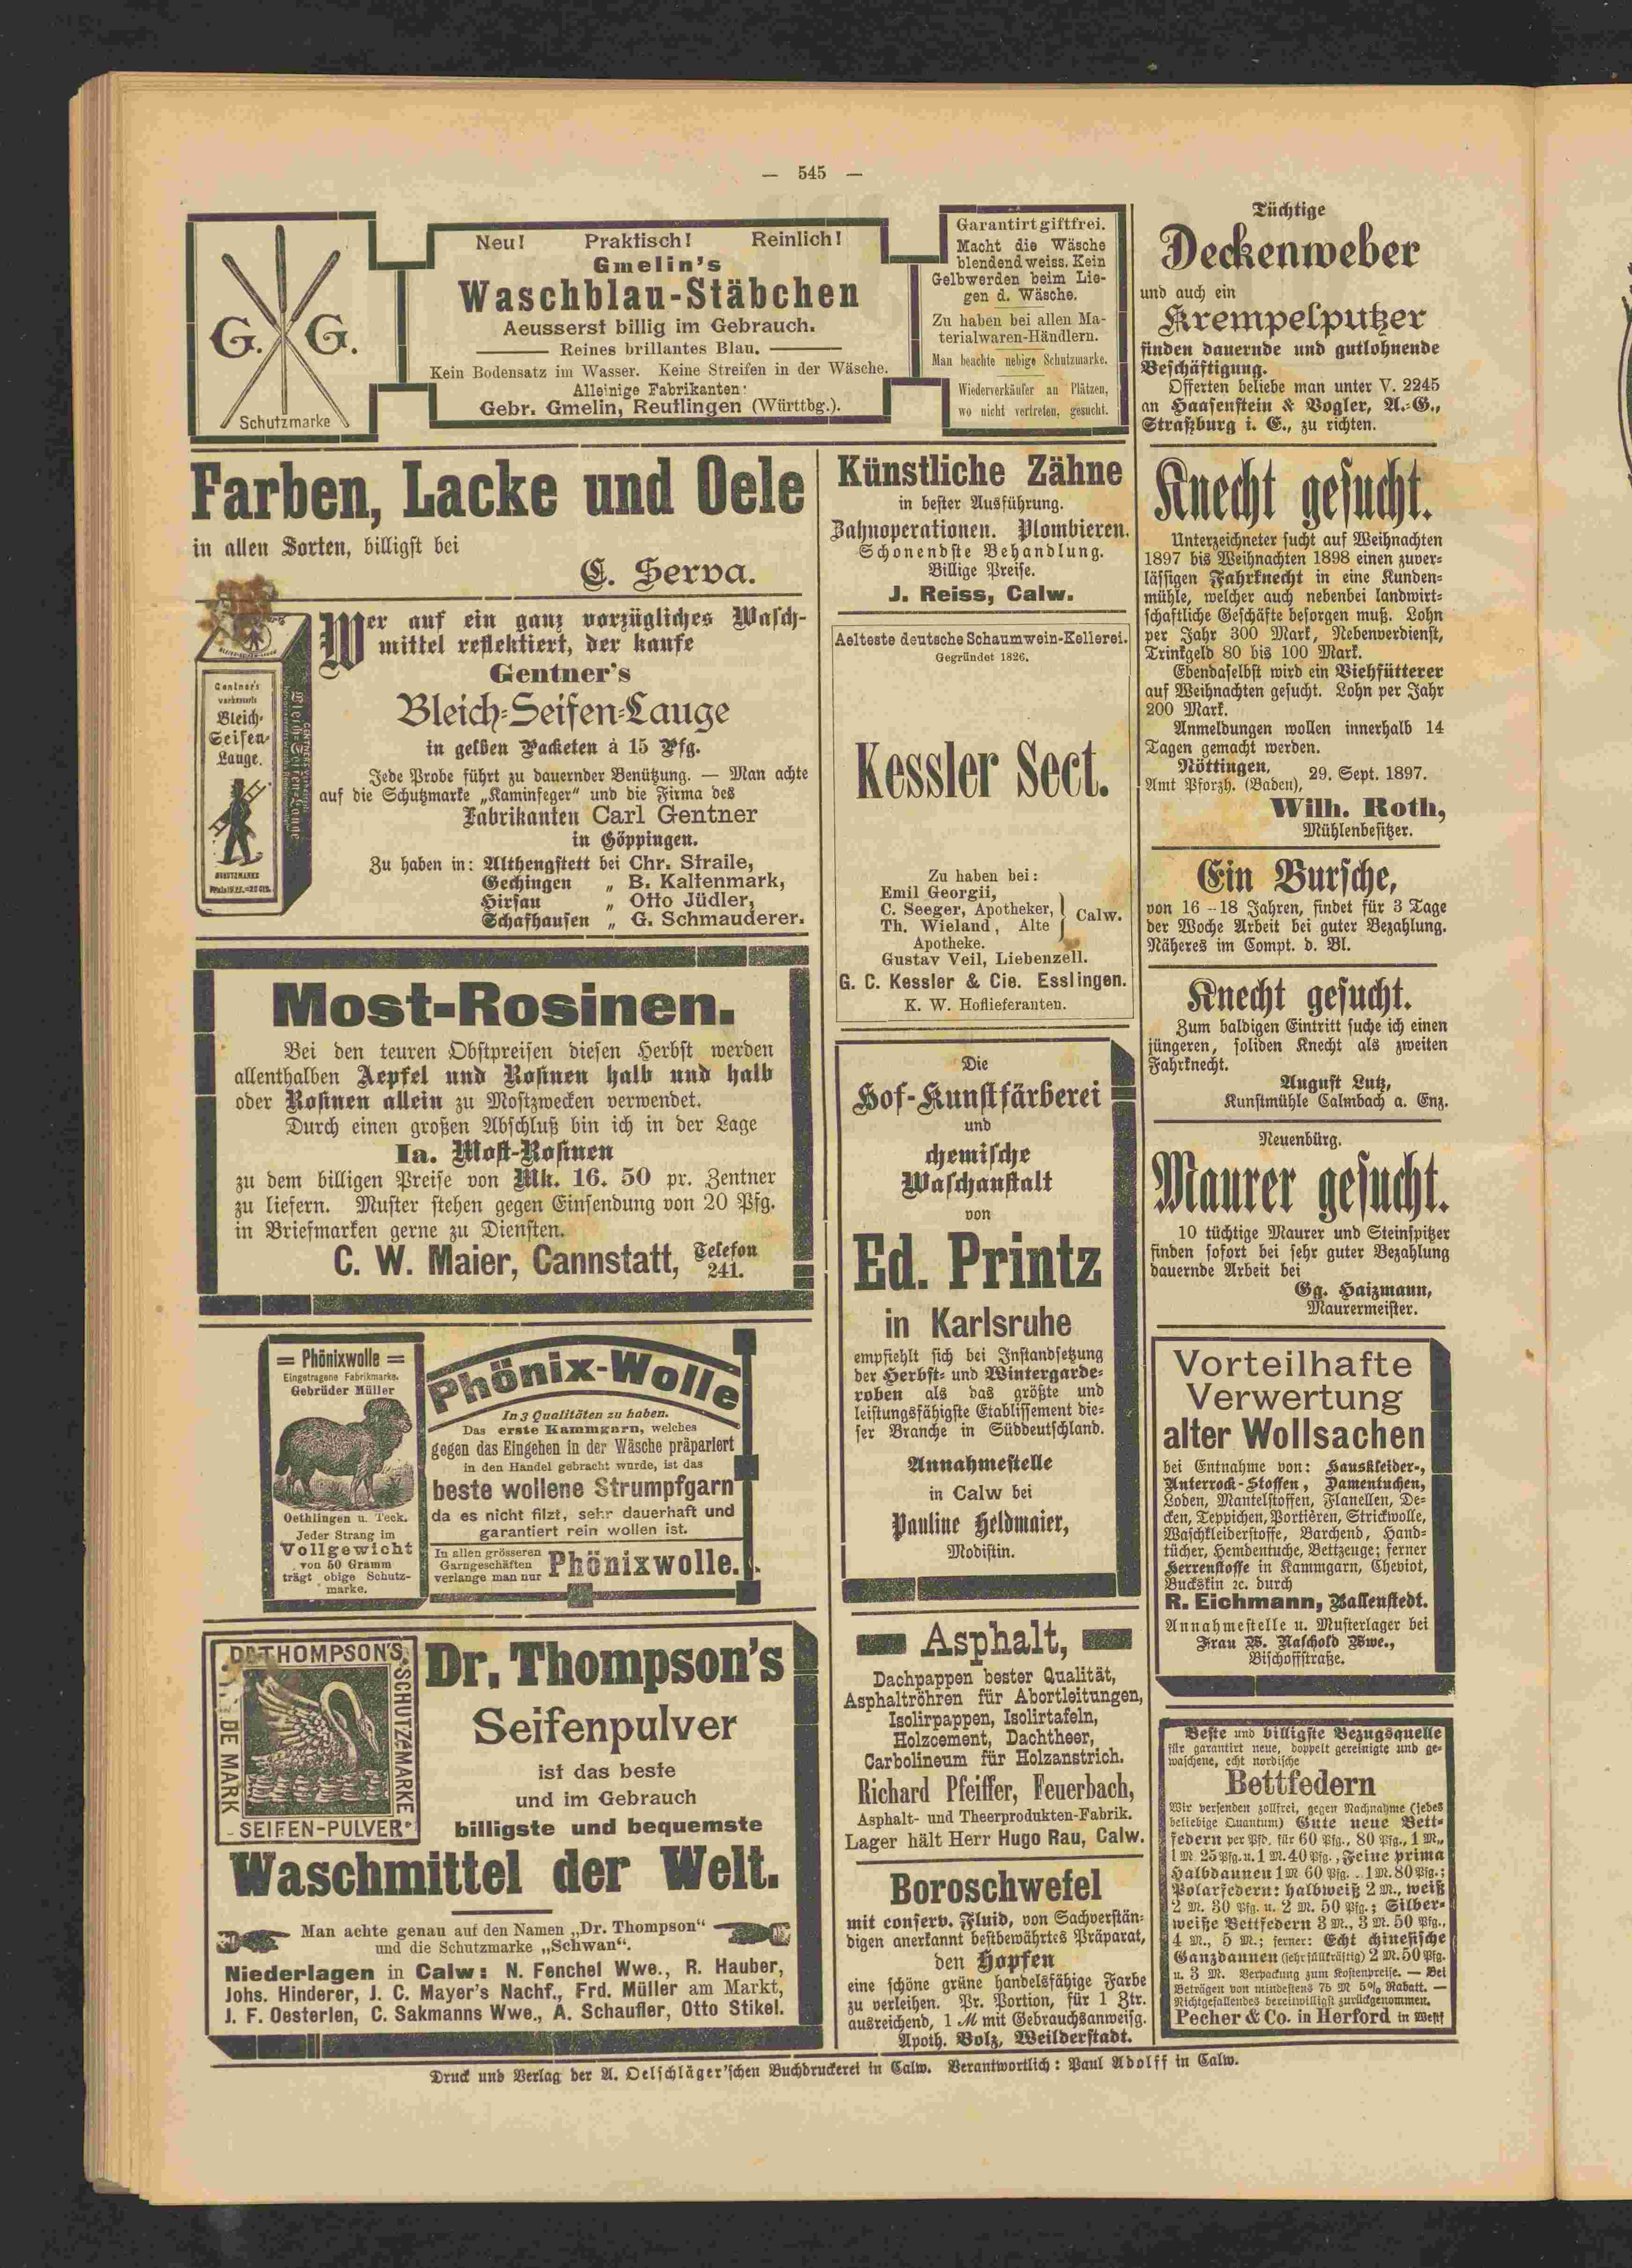 — 545 —
G. G.
Schutzmarke
Neu! Praktisch! Reinlich!
Gmelin's
Waschblau-Stäbchen
Aeusserst billig im Gebrauch.
Reines brillantes Blau.
Kein Bodensatz im Wasser. Keine Streifen in der Wäsche.
Alleinige Fabrikanten:
Gebr. Gmelin, Reutlingen (Württbg.).
Garantirt giftfrei.
Macht die Wäsche
blendend weiss. Kein
Gelbwerden beim Lie-
gen d. Wäsche.
Zu haben bei allen Ma-
terialwaren-Händlern.
Man beachte nebige Schutzmarke.
Wiederverkäufer an Plätzen,
wo nicht vertreten, gesucht.
Farben, Lacke und Oele
in allen Sorten, billigst bei
C. Serva.
Gentner's
verbesserte
Bleich-
Seifen-
Lauge.
SCHUTZMARKE
Wer auf ein ganz vorzügliches Wasch-
mittel reflektiert, der kaufe
Gentner's
Bleich-Seifen-Lauge
in gelben Packeten à 15 Pfg.
Jede Probe führt zu dauernder Benützung. — Man achte
auf die Schutzmarke „Kaminfeger" und die Firma des
Fabrikanten Carl Gentner
in Göppingen.
Zu haben in: Althengstett bei Chr. Straile,
Gechingen „ B. Kaltenmark,
Hirsau „ Otto Jüdler,
Schafhausen „ G. Schmauderer.
Most-Rosinen.
Bei den teuren Obstpreisen diesen Herbst werden
allenthalben Aepfel und Rosinen halb und halb
oder Rosinen allein zu Mostzwecken verwendet.
Durch einen großen Abschluß bin ich in der Lage
Ia. Most-Rosinen
zu dem billigen Preise von Mk. 16. 50 pr. Zentner
zu liefern. Muster stehen gegen Einsendung von 20 Pfg.
in Briefmarken gerne zu Diensten.
C. W. Maier, Cannstatt, Telefon 241.
= Phönixwolle =
Eingetragene Fabrikmarke.
Gebrüder Müller
Oethlingen u. Teck.
Jeder Strang im
Vollgewicht
von 50 Gramm
trägt obige Schutz-
marke.
Phönix-Wolle
In 3 Qualitäten zu haben.
Das erste Kammgarn, welches
gegen das Eingehen in der Wäsche präpariert
in den Handel gebracht wurde, ist das
beste wollene Strumpfgarn
da es nicht filzt, sehr dauerhaft und
garantiert rein wollen ist.
In allen grösseren
Garngeschäften
verlange man nur Phönixwolle.
DR THOMPSON'S
TRADE MARK
SCHUTZMARKE
SEIFEN-PULVER
Dr. Thompson's
Seifenpulver
ist das beste
und im Gebrauch
billigste und bequemste
Waschmittel der Welt.
Man achte genau auf den Namen „Dr. Thompson"
und die Schutzmarke „Schwan".
Niederlagen in Calw: N. Fenchel Wwe., R. Hauber,
Johs. Hinderer, J. C. Mayer's Nachf., Frd. Müller am Markt,
J. F. Oesterlen, C. Sakmanns Wwe., A. Schaufler, Otto Stikel.
Künstliche Zähne
in bester Ausführung.
Zahnoperationen. Plombieren.
Schonendste Behandlung.
Billige Preise.
J. Reiss, Calw.
Aelteste deutsche Schaumwein-Kellerei.
Gegründet 1826.
Kessler Sect.
Zu haben bei:
Emil Georgii,
C. Seeger, Apotheker,
Th. Wieland, Alte
Apotheke.
Calw.
Gustav Veil, Liebenzell.
G. C. Kessler & Cie. Esslingen.
K. W. Hoflieferanten.
Die
Hof-Kunstfärberei
und
chemische
Waschanstalt
von
Ed. Printz
in Karlsruhe
empfiehlt sich bei Instandsetzung
der Herbst- und Wintergarde-
roben als das größte und
leistungsfähigste Etablissement die-
ser Branche in Süddeutschland.
Annahmestelle
in Calw bei
Pauline Heldmaier,
Modistin.
Asphalt,
Dachpappen bester Qualität,
Asphaltröhren für Abortleitungen,
Isolirpappen, Isolirtafeln,
Holzcement, Dachtheer,
Carbolineum für Holzanstrich.
Richard Pfeiffer, Feuerbach,
Asphalt- und Theerprodukten-Fabrik.
Lager hält Herr Hugo Rau, Calw.
Boroschwefel
mit conserv. Fluid, von Sachverstän-
digen anerkannt bestbewährtes Präparat,
den Hopfen
eine schöne grüne handelsfähige Farbe
zu verleihen. Pr. Portion, für 1 Ztr.
ausreichend, 1 M mit Gebrauchsanweisg.
Apoth. Bolz, Weilderstadt.
Tüchtige
Deckenweber
und auch ein
Krempelputzer
finden dauernde und gutlohnende
Beschäftigung.
Offerten beliebe man unter V. 2245
an Haasenstein & Vogler, A.-G.,
Straßburg i. E., zu richten.
Knecht gesucht.
Unterzeichneter sucht auf Weihnachten
1897 bis Weihnachten 1898 einen zuver-
lässigen Fahrknecht in eine Kunden-
mühle, welcher auch nebenbei landwirt-
schaftliche Geschäfte besorgen muß. Lohn
per Jahr 300 Mark, Nebenverdienst,
Trinkgeld 80 bis 100 Mark.
Ebendaselbst wird ein Viehfütterer
auf Weihnachten gesucht. Lohn per Jahr
200 Mark.
Anmeldungen wollen innerhalb 14
Tagen gemacht werden.
Nöttingen, 29. Sept. 1897.
Amt Pforzh. (Baden),
Wilh. Roth,
Mühlenbesitzer.
Ein Bursche,
von 16–18 Jahren, findet für 3 Tage
der Woche Arbeit bei guter Bezahlung.
Näheres im Compt. d. Bl.
Knecht gesucht.
Zum baldigen Eintritt suche ich einen
jüngeren, soliden Knecht als zweiten
Fahrknecht.
August Lutz,
Kunstmühle Calmbach a. Enz.
Neuenbürg.
Maurer gesucht.
10 tüchtige Maurer und Steinspitzer
finden sofort bei sehr guter Bezahlung
dauernde Arbeit bei
Gg. Haizmann,
Maurermeister.
Vorteilhafte
Verwertung
alter Wollsachen
bei Entnahme von: Hauskleider-,
Unterrock-Stoffen, Damentuchen,
Loden, Mantelstoffen, Flanellen, De-
cken, Teppichen, Portièren, Strickwolle,
Waschkleiderstoffe, Barchend, Hand-
tücher, Hemdentuche, Bettzeuge; ferner
Herrenstoffe in Kammgarn, Cheviot,
Buckskin ꝛc. durch
R. Eichmann, Ballenstedt.
Annahmestelle u. Musterlager bei
Frau W. Raschold Wwe.,
Bischoffstraße.
Beste und billigste Bezugsquelle
für garantirt neue, doppelt gereinigte und ge-
waschene, echt nordische
Bettfedern
Wir versenden zollfrei, gegen Nachnahme (jedes
beliebige Quantum) Gute neue Bett-
federn per Pfd. für 60 Pfg., 80 Pfg., 1 M.,
1 M. 25 Pfg. u. 1 M. 40 Pfg., Feine prima
Halbdaunen 1 M 60 Pfg. 1 M. 80 Pfg.;
Polarfedern: halbweiß 2 M., weiß
2 M. 30 Pfg. u. 2 M. 50 Pfg.; Silber-
weiße Bettfedern 3 M., 3 M. 50 Pfg.,
4 M., 5 M.; ferner: Echt chinesische
Ganzdaunen (sehr füllkräftig) 2 M. 50 Pfg.
u. 3 M. Verpackung zum Kostenpreise. — Bei
Beträgen von mindestens 75 M 5% Rabatt. —
Nichtgefallendes bereitwilligst zurückgenommen.
Pecher & Co. in Herford in Westf
Druck und Verlag der A. Oelschläger'schen Buchdruckerei in Calw. Verantwortlich: Paul Adolff in Calw.